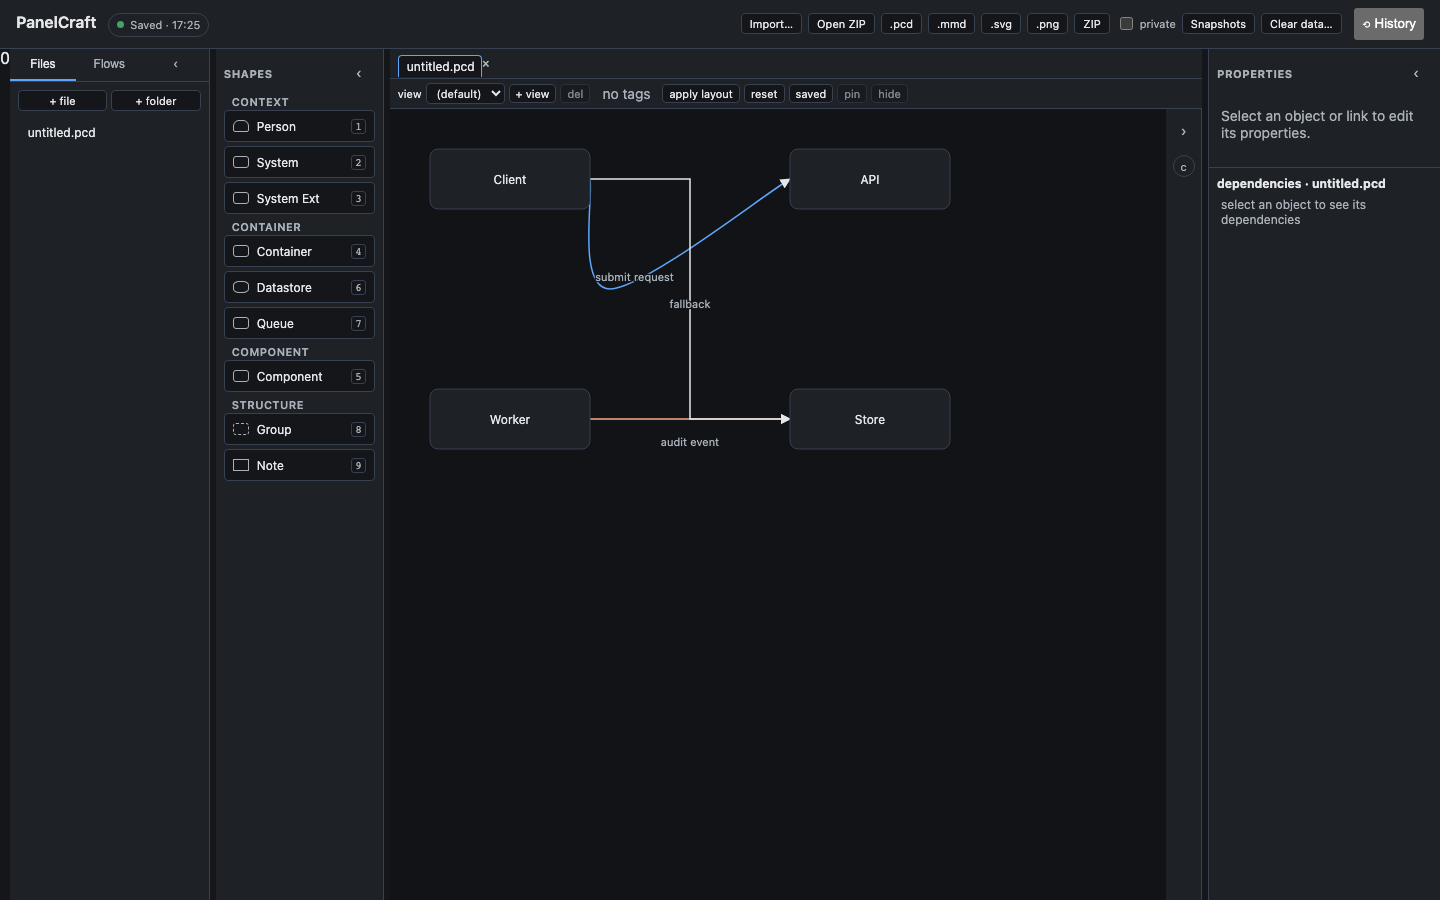 PanelCraft
Saved · 17:25
Import...
Open ZIP
.pcd
.mmd
.svg
.png
ZIP
private
Snapshots
Clear data...
⟲ History
0
Files
Flows
‹
+ file
+ folder
untitled.pcd
SHAPES
‹
CONTEXT
Person 1
System 2
System Ext 3
CONTAINER
Container 4
Datastore 6
Queue 7
COMPONENT
Component 5
STRUCTURE
Group 8
Note 9
untitled.pcd ×
view
(default)
+ view
del
no tags
apply layout
reset
saved
pin
hide
Client
API
submit request
fallback
Worker
Store
audit event
›
c
PROPERTIES
‹
Select an object or link to edit
its properties.
dependencies · untitled.pcd
select an object to see its
dependencies